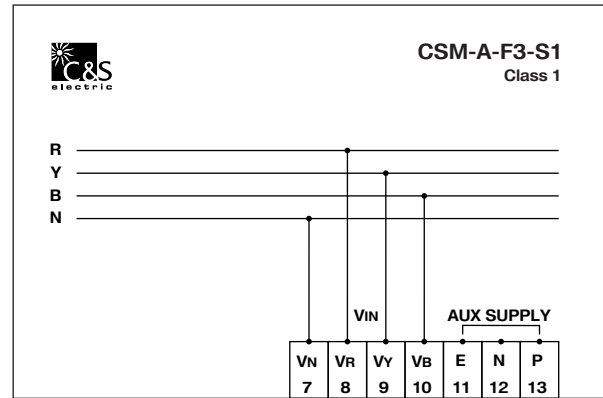 C&S
electric
CSM-A-F3-S1
Class 1
R
Y
B
N
VIN
AUX SUPPLY
VN VR VY VB E N P
7 8 9 10 11 12 13